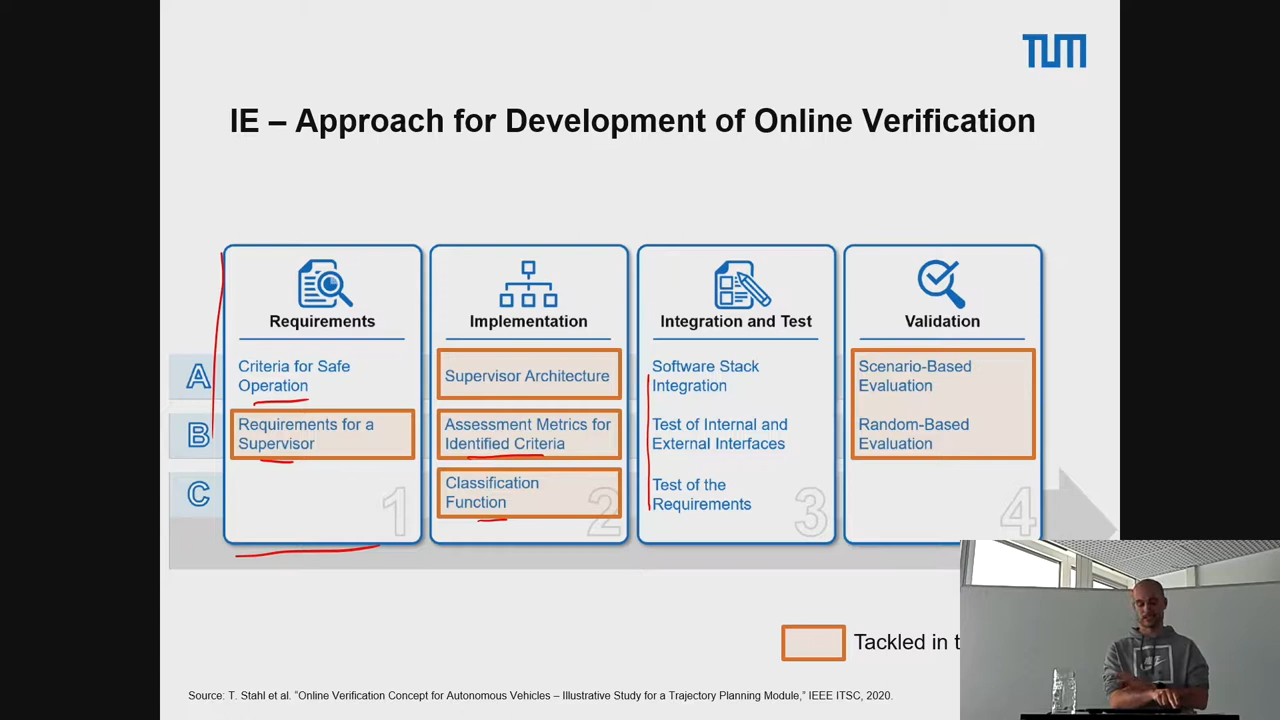 TUM
IE – Approach for Development of Online Verification
Requirements
Implementation
Integration and Test
Validation
A
Criteria for Safe
Operation
Supervisor Architecture
Software Stack
Integration
Scenario-Based
Evaluation
B
Requirements for a
Supervisor
Assessment Metrics for
Identified Criteria
Test of Internal and
External Interfaces
Random-Based
Evaluation
C
Classification
Function
Test of the
Requirements
1
2
3
4
Tackled in
Source: T. Stahl et al. "Online Verification Concept for Autonomous Vehicles – Illustrative Study for a Trajectory Planning Module," IEEE ITSC, 2020.